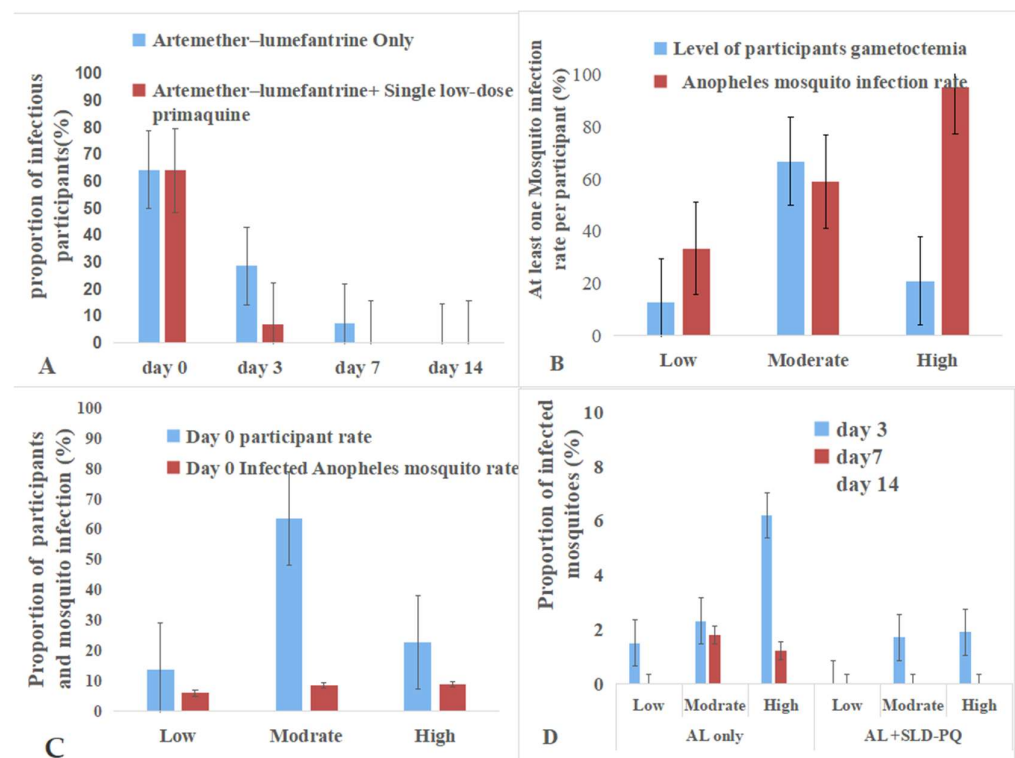 Artemether–lumefantrine Only
Artemether–lumefantrine+ Single low-dose
primaquine
proportion of infectious
participants(%)
100
90
80
70
60
50
40
30
20
10
0
day 0
day 3
day 7
day 14
A
Level of participants gametoctemia
Anopheles mosquito infection rate
At least one Mosquito infection
rate per participant (%)
100
80
60
40
20
0
Low
Moderate
High
B
Day 0 participant rate
Day 0 Infected Anopheles mosquito rate
Proportion of participants
and mosquito infection (%)
100
90
80
70
60
50
40
30
20
10
0
Low
Modrate
High
C
day 3
day7
day 14
Proportion of infected
mosquitoes (%)
10
8
6
4
2
0
Low
Modrate
High
Low
Modrate
High
AL only
AL +SLD-PQ
D